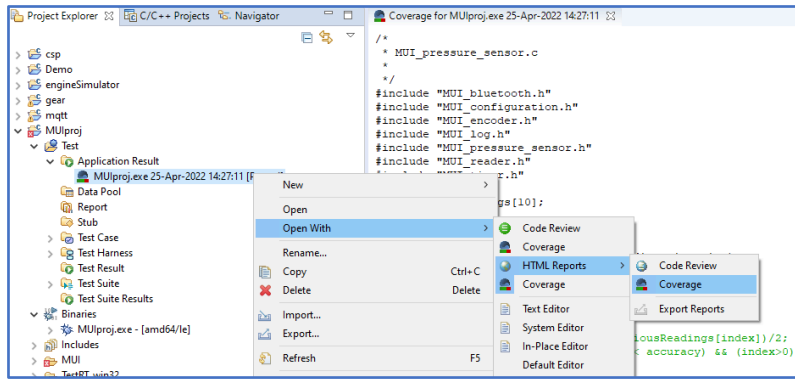 Project Explorer
C/C++ Projects
Navigator
csp
Demo
engineSimulator
gear
mqtt
MUIproj
Test
Application Result
MUIproj.exe 25-Apr-2022 14:27:11
Data Pool
Report
Stub
Test Case
Test Harness
Test Result
Test Suite
Test Suite Results
Binaries
MUIproj.exe - [amd64/le]
Includes
MUI
TestRT_win32
Coverage for MUIproj.exe 25-Apr-2022 14:27:11
/*
* MUI_pressure_sensor.c
*
*/
#include "MUI_bluetooth.h"
#include "MUI_configuration.h"
#include "MUI_encoder.h"
#include "MUI_log.h"
#include "MUI_pressure_sensor.h"
#include "MUI_reader.h"
r.h"
gs[10];
iousReadings[index])/2;
accuracy) && (index>0)
New
Open
Open With
Rename...
Copy Ctrl+C
Delete Delete
Import...
Export...
Refresh F5
Code Review
Coverage
HTML Reports
Coverage
Text Editor
System Editor
In-Place Editor
Default Editor
Code Review
Coverage
Export Reports